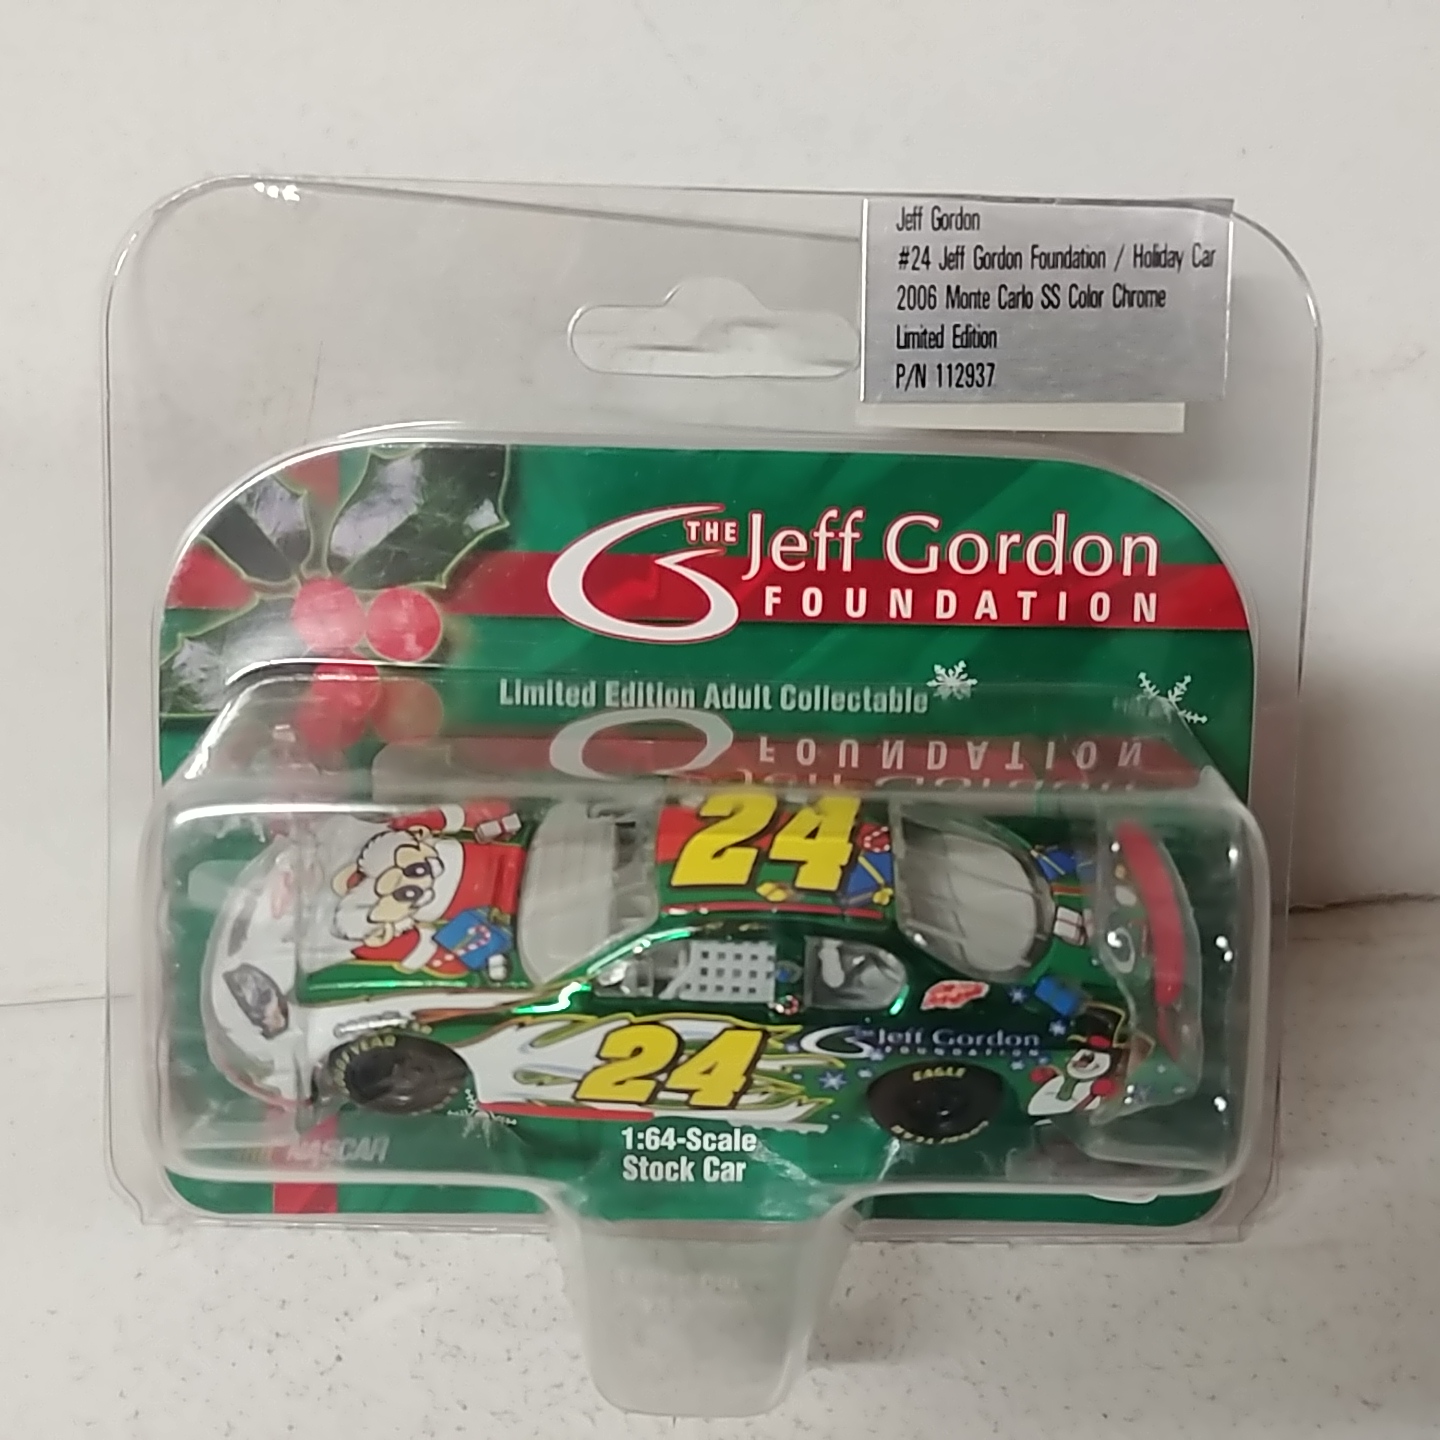 Jeff Gordon
#24 Jeff Gordon Foundation / Holiday Car
2006 Monte Carlo SS Color Chrome
Limited Edition
P/N 112937
THE Jeff Gordon
FOUNDATION
Limited Edition Adult Collectable
FOUNDATION
24
24
Jeff Gordon
FOUNDATION
GOODYEAR
EAGLE
1:64-Scale
Stock Car
NASCAR